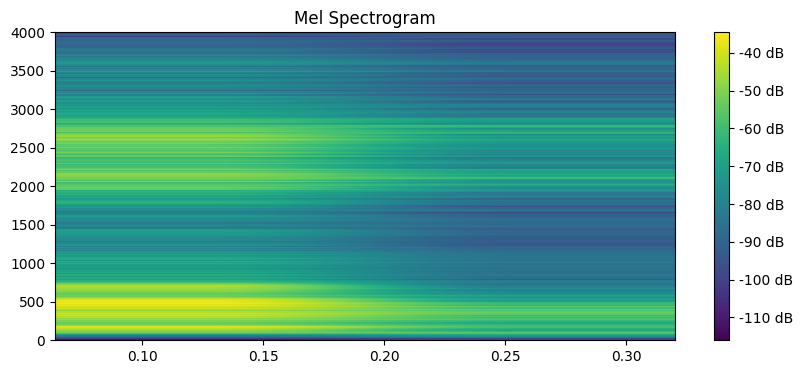 Mel Spectrogram
4000
3500
3000
2500
2000
1500
1000
500
0
0.10
0.15
0.20
0.25
0.30
-40 dB
-50 dB
-60 dB
-70 dB
-80 dB
-90 dB
-100 dB
-110 dB